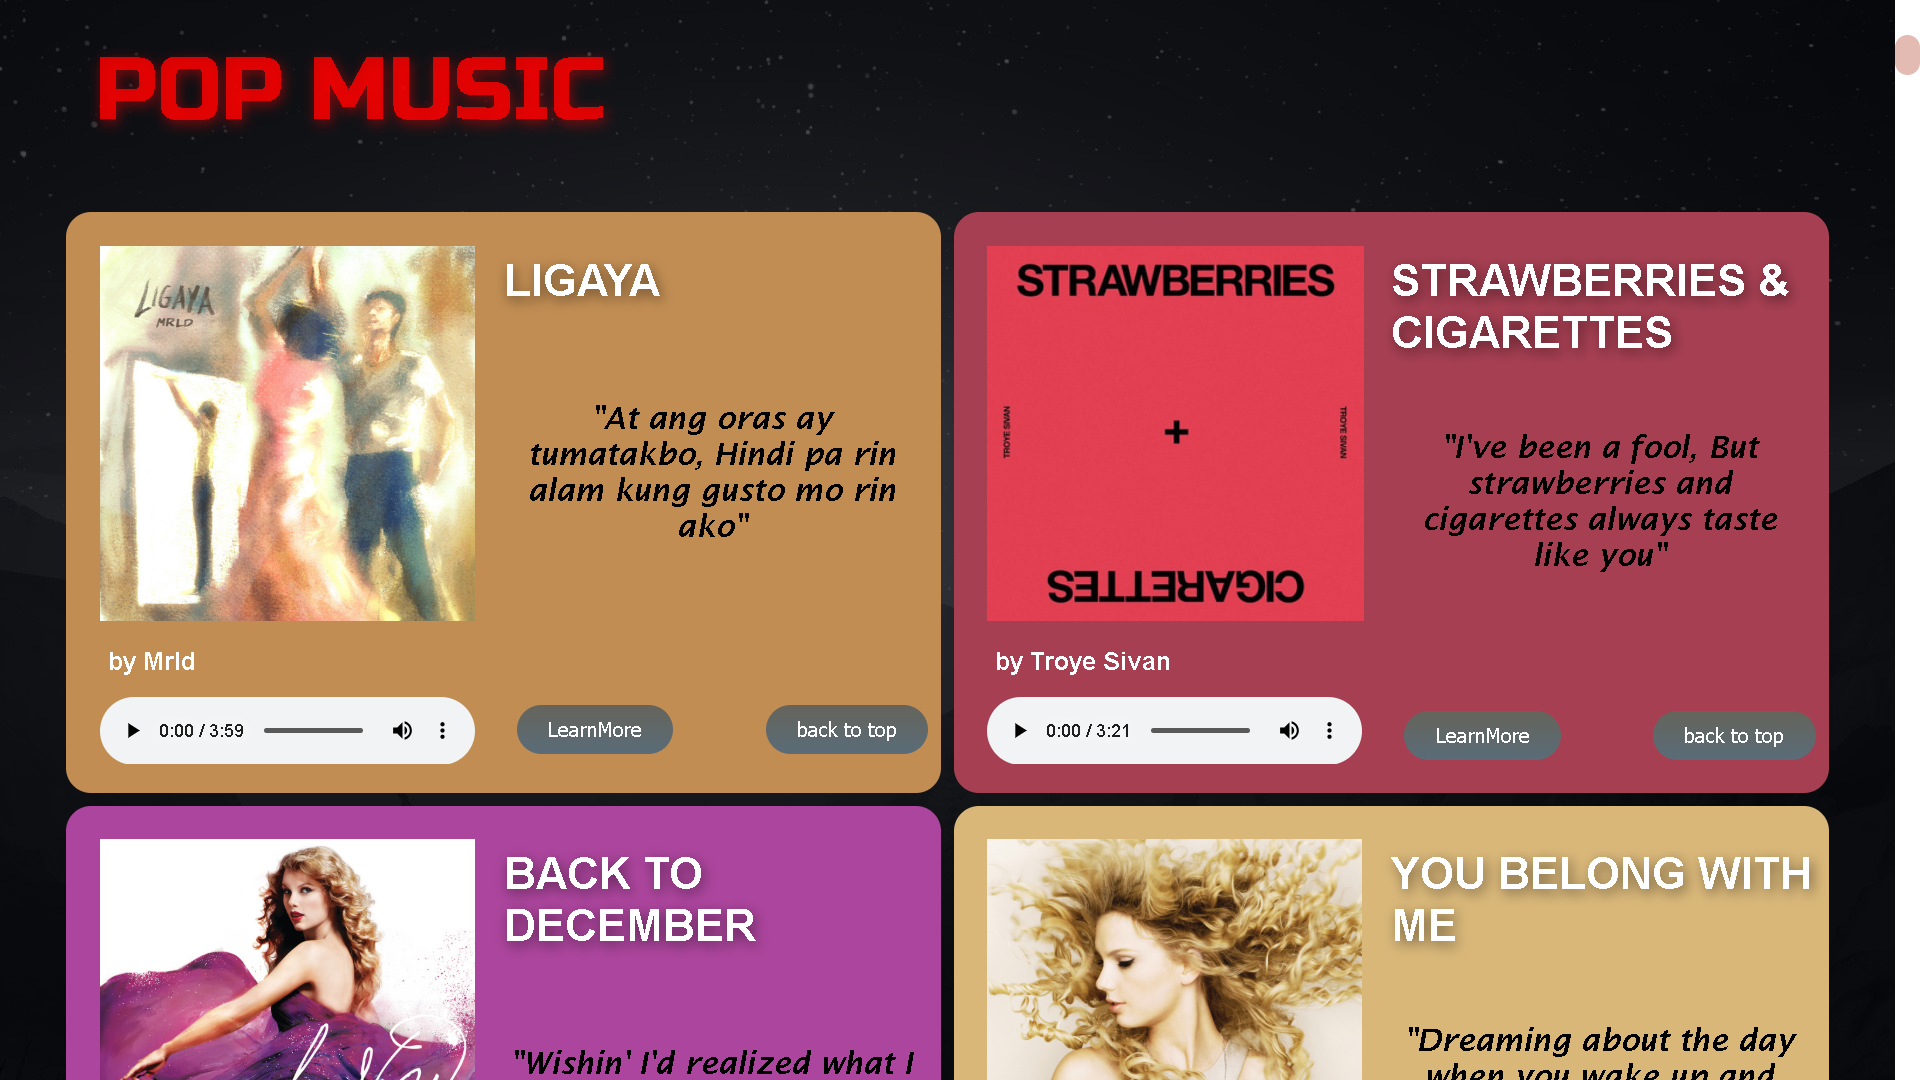 POP MUSIC
LIGAYA
MRLD
LIGAYA
"At ang oras ay
tumatakbo, Hindi pa rin
alam kung gusto mo rin
ako"
by Mrld
0:00 / 3:59
LearnMore
back to top
STRAWBERRIES
TROYE SIVAN
+
TROYE SIVAN
CIGARETTES
STRAWBERRIES &
CIGARETTES
"I've been a fool, But
strawberries and
cigarettes always taste
like you"
by Troye Sivan
0:00 / 3:21
LearnMore
back to top
BACK TO
DECEMBER
"Wishin' I'd realized what I
YOU BELONG WITH
ME
"Dreaming about the day
when you wake up and